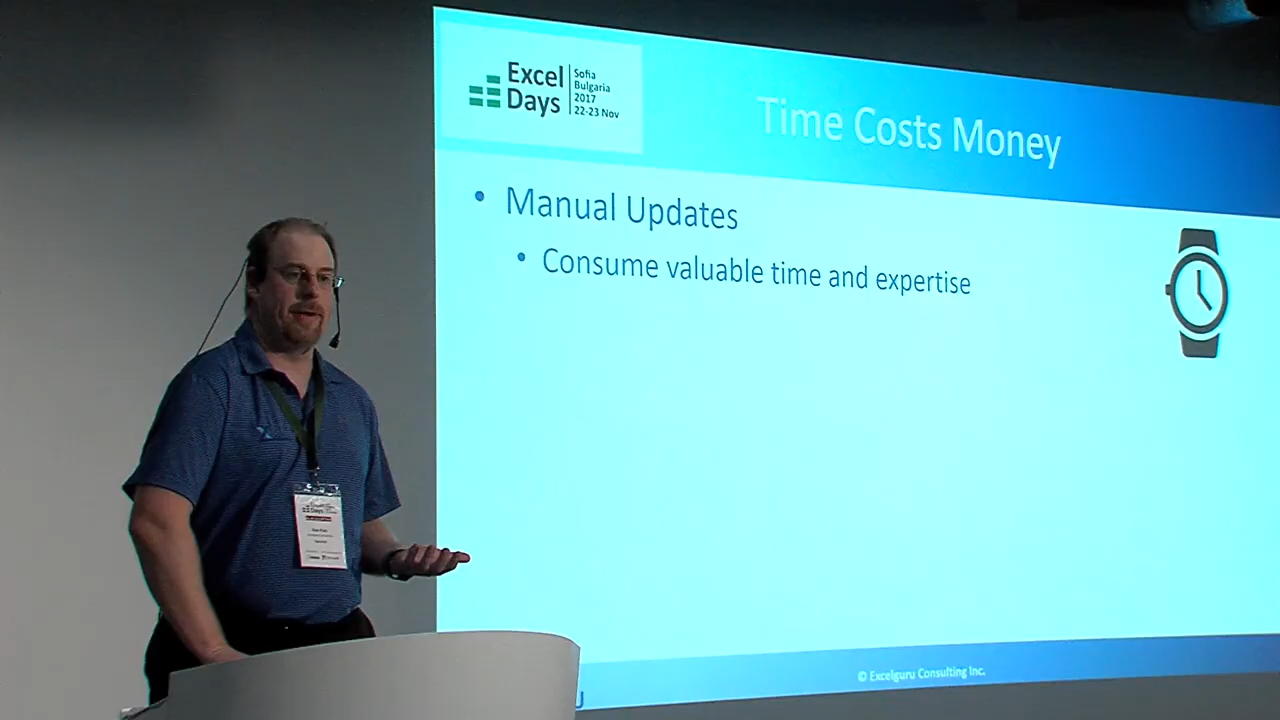 Excel
Days
Sofia
Bulgaria
2017
22-23 Nov
Time Costs Money
• Manual Updates
• Consume valuable time and expertise
© Excelguru Consulting Inc.
Days